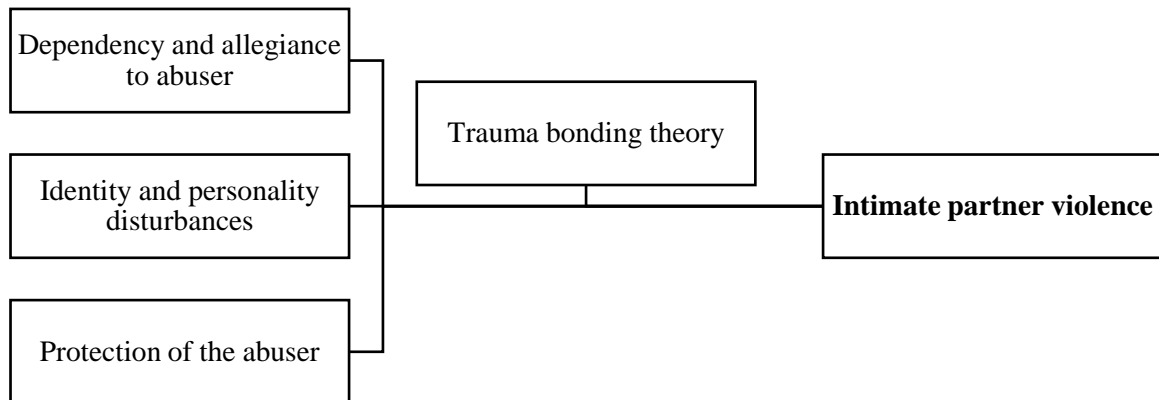 Dependency and allegiance
to abuser
Trauma bonding theory
Identity and personality
disturbances
Intimate partner violence
Protection of the abuser